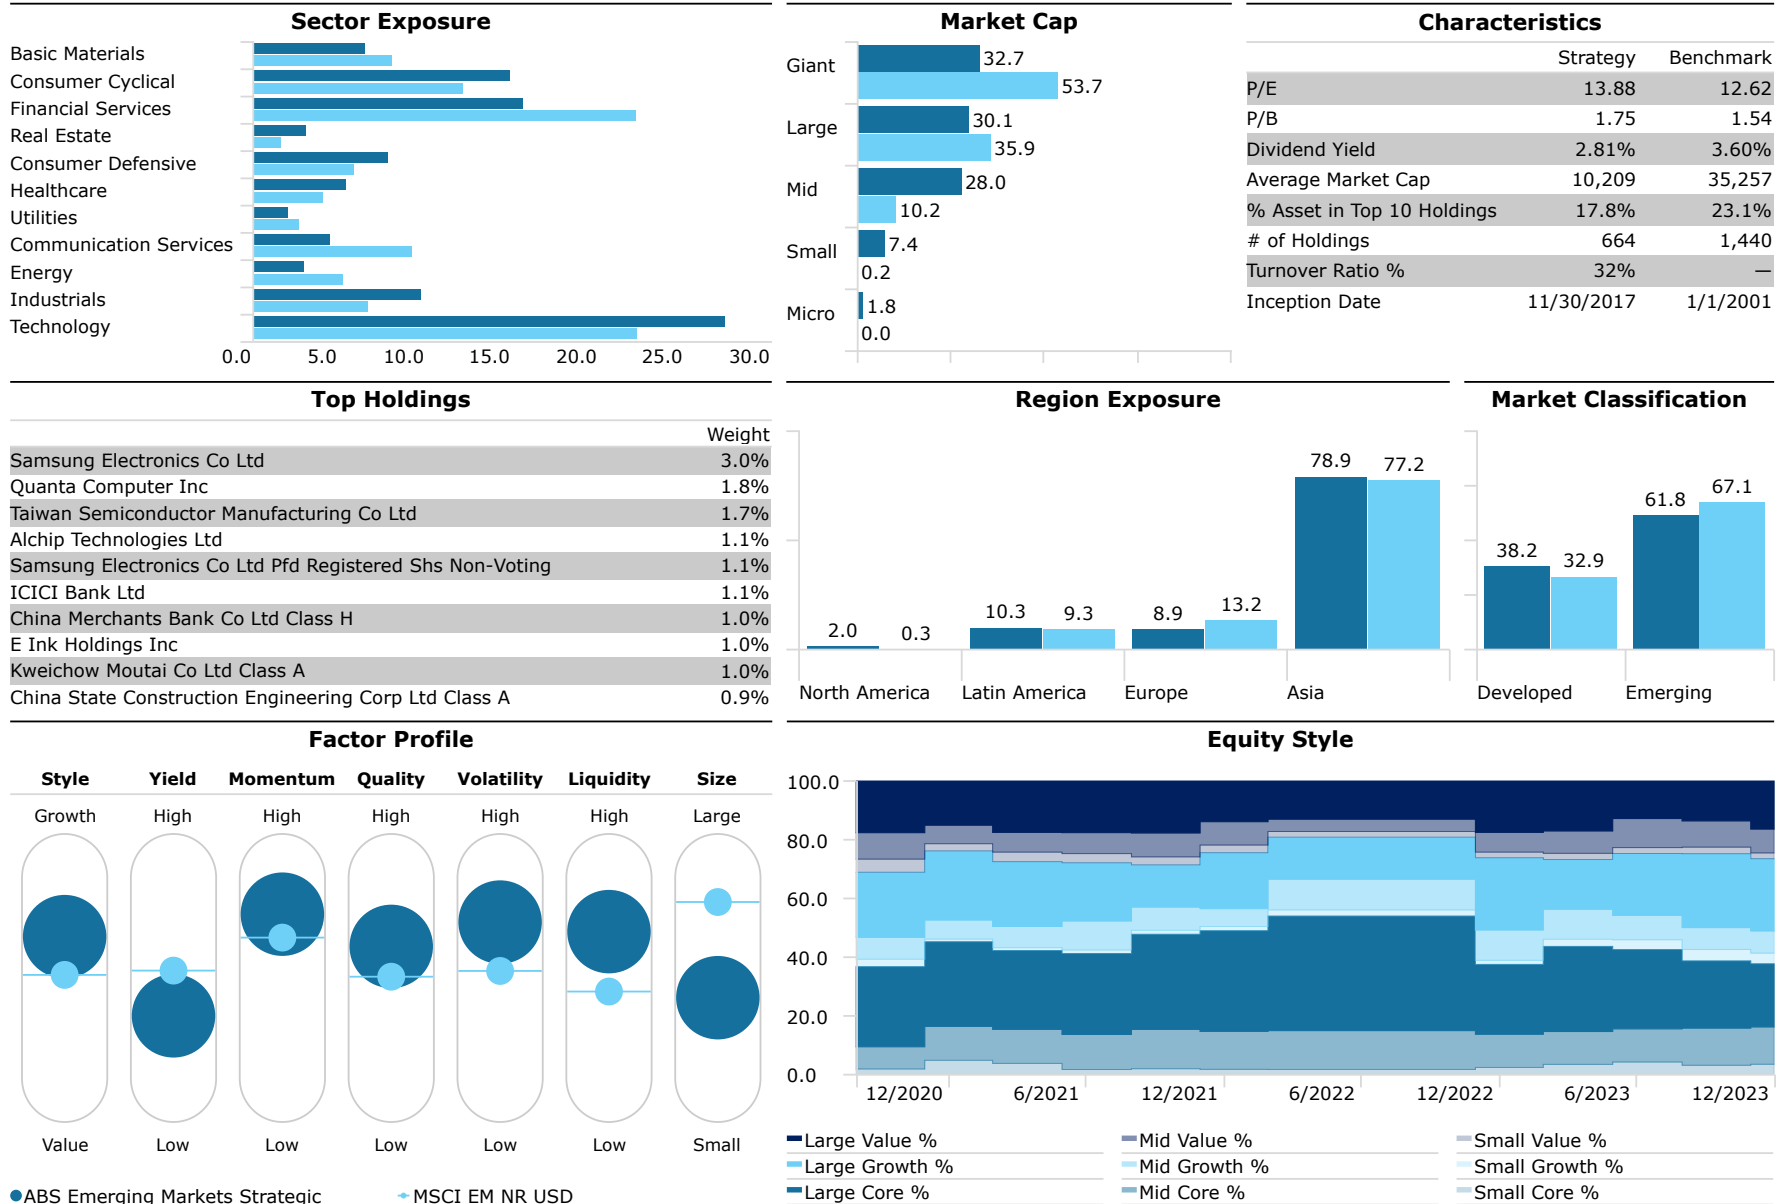 Sector Exposure
Basic Materials
Consumer Cyclical
Financial Services
Real Estate
Consumer Defensive
Healthcare
Utilities
Communication Services
Energy
Industrials
Technology
0.0 5.0 10.0 15.0 20.0 25.0 30.0
Market Cap
Giant 32.7 53.7
Large 30.1 35.9
Mid 28.0 10.2
Small 7.4 0.2
Micro 1.8 0.0
Characteristics
Strategy Benchmark
P/E 13.88 12.62
P/B 1.75 1.54
Dividend Yield 2.81% 3.60%
Average Market Cap 10,209 35,257
% Asset in Top 10 Holdings 17.8% 23.1%
# of Holdings 664 1,440
Turnover Ratio % 32% —
Inception Date 11/30/2017 1/1/2001
Top Holdings
Weight
Samsung Electronics Co Ltd 3.0%
Quanta Computer Inc 1.8%
Taiwan Semiconductor Manufacturing Co Ltd 1.7%
Alchip Technologies Ltd 1.1%
Samsung Electronics Co Ltd Pfd Registered Shs Non-Voting 1.1%
ICICI Bank Ltd 1.1%
China Merchants Bank Co Ltd Class H 1.0%
E Ink Holdings Inc 1.0%
Kweichow Moutai Co Ltd Class A 1.0%
China State Construction Engineering Corp Ltd Class A 0.9%
Region Exposure
2.0 0.3 10.3 9.3 8.9 13.2 78.9 77.2
North America Latin America Europe Asia
Market Classification
38.2 32.9 61.8 67.1
Developed Emerging
Factor Profile
Style Yield Momentum Quality Volatility Liquidity Size
Growth High High High High High Large
Value Low Low Low Low Low Small
ABS Emerging Markets Strategic MSCI EM NR USD
Equity Style
100.0
80.0
60.0
40.0
20.0
0.0
12/2020 6/2021 12/2021 6/2022 12/2022 6/2023 12/2023
Large Value % Mid Value % Small Value %
Large Growth % Mid Growth % Small Growth %
Large Core % Mid Core % Small Core %